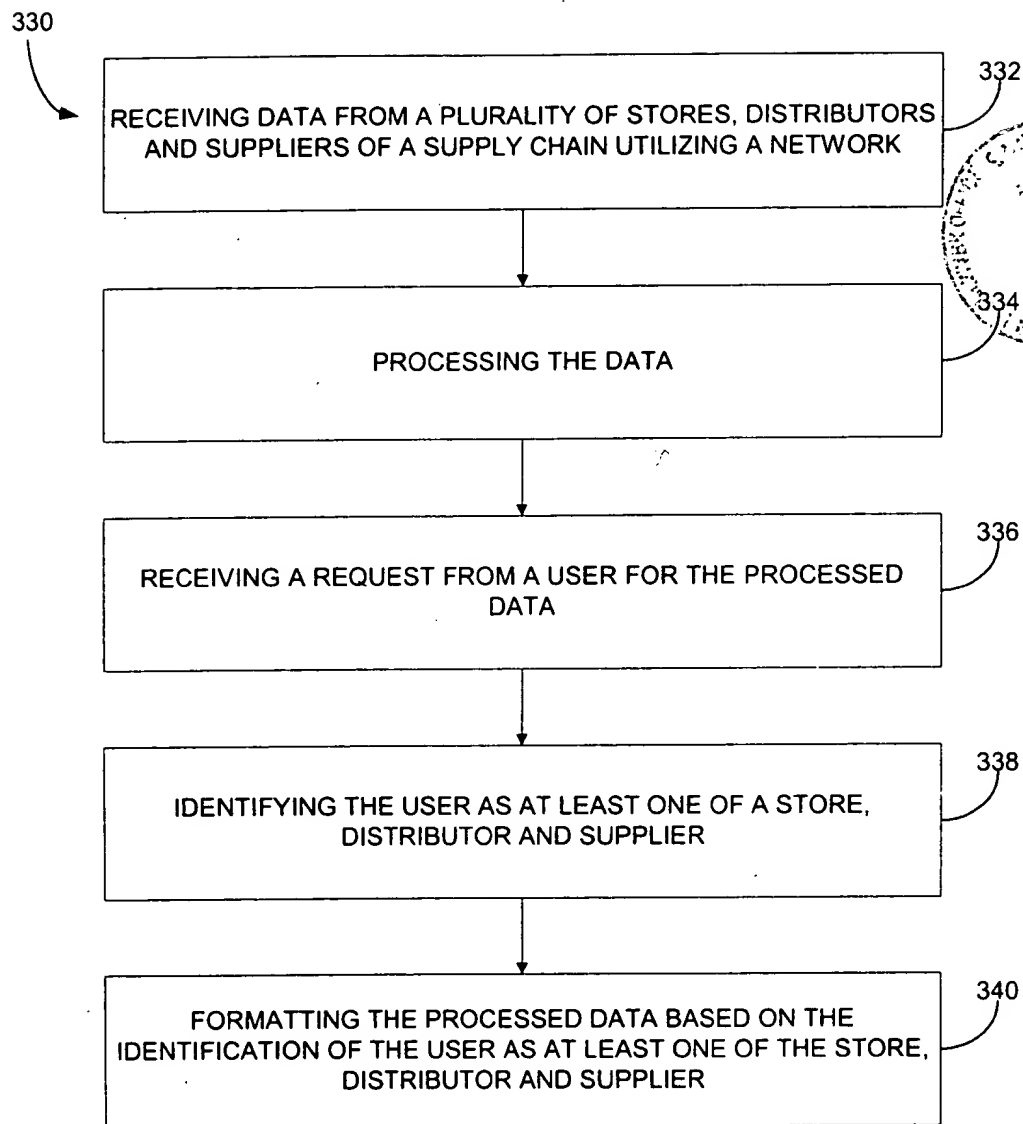 330
332
RECEIVING DATA FROM A PLURALITY OF STORES, DISTRIBUTORS
AND SUPPLIERS OF A SUPPLY CHAIN UTILIZING A NETWORK
334
PROCESSING THE DATA
336
RECEIVING A REQUEST FROM A USER FOR THE PROCESSED
DATA
338
IDENTIFYING THE USER AS AT LEAST ONE OF A STORE,
DISTRIBUTOR AND SUPPLIER
340
FORMATTING THE PROCESSED DATA BASED ON THE
IDENTIFICATION OF THE USER AS AT LEAST ONE OF THE STORE,
DISTRIBUTOR AND SUPPLIER